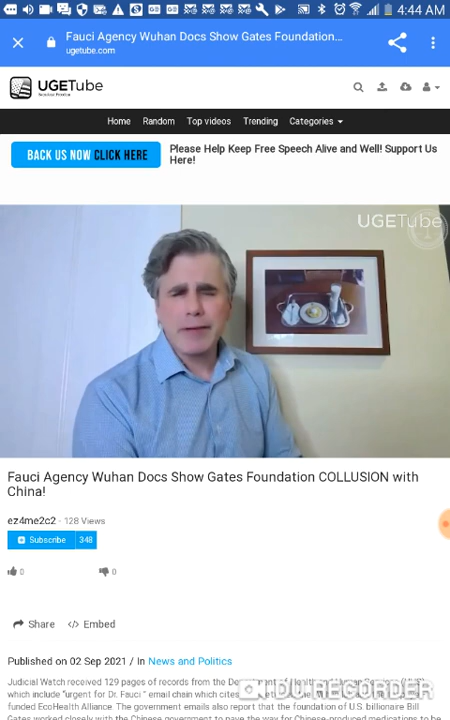 4:44 AM
Fauci Agency Wuhan Docs Show Gates Foundation...
ugetube.com
UGETube
Home Random Top videos Trending Categories
BACK US NOW CLICK HERE
Please Help Keep Free Speech Alive and Well! Support Us
Here!
UGETube
Fauci Agency Wuhan Docs Show Gates Foundation COLLUSION with
China!
ez4me2c2 - 128 Views
Subscribe 348
0 0
Share </> Embed
Published on 02 Sep 2021 / In News and Politics
Judicial Watch received 129 pages of records from the
which include "urgent for Dr. Fauci" email chain which cites
funded EcoHealth Alliance. The government emails also report that the foundation of U.S. billionaire Bill
Gates worked closely with the Chinese government to pave the way for Chinese-produced medications to be
DU RECORDER